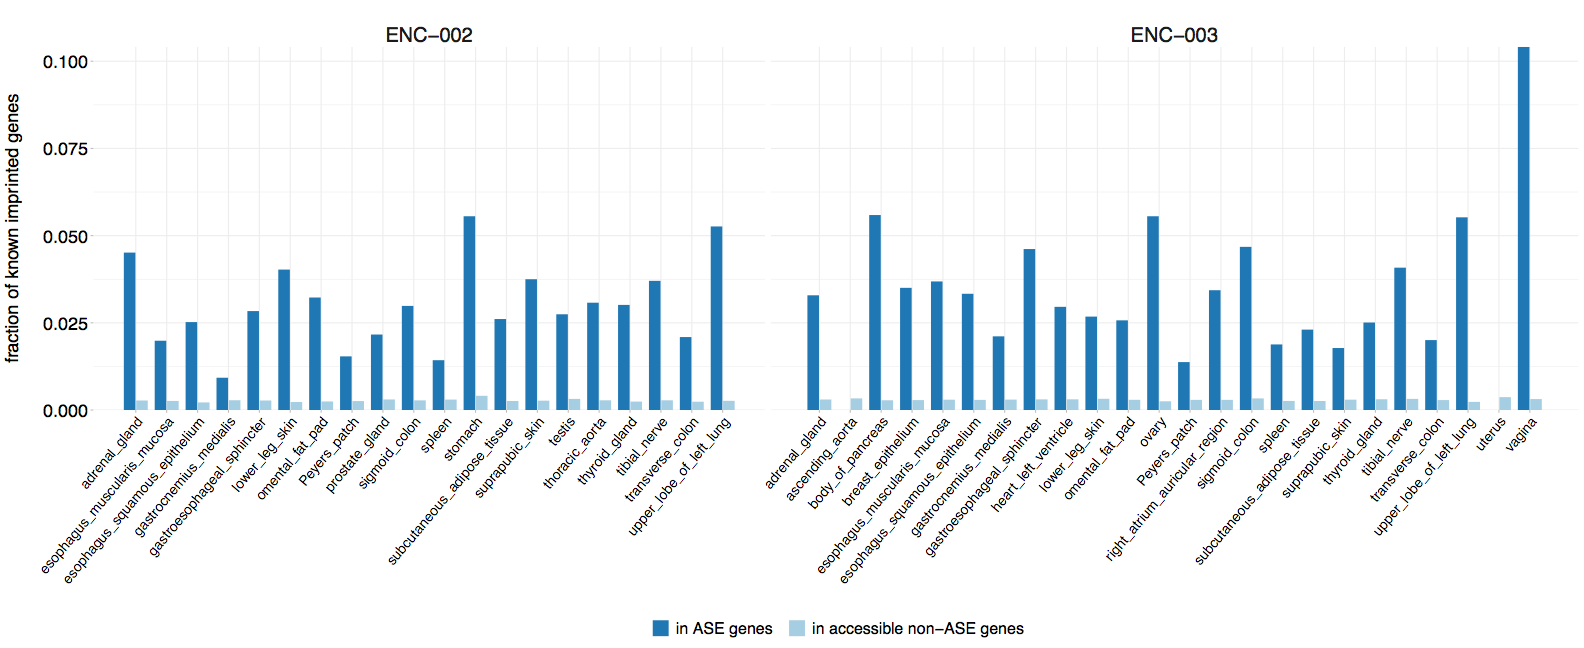 ENC−002
ENC−003
fraction of known imprinted genes
0.100
0.075
0.050
0.025
0.000
adrenal_gland
esophagus_muscularis_mucosa
esophagus_squamous_epithelium
gastrocnemius_medialis
gastroesophageal_sphincter
lower_leg_skin
omental_fat_pad
Peyers_patch
prostate_gland
sigmoid_colon
spleen
stomach
subcutaneous_adipose_tissue
suprapubic_skin
testis
thoracic_aorta
thyroid_gland
tibial_nerve
transverse_colon
upper_lobe_of_left_lung
adrenal_gland
ascending_aorta
body_of_pancreas
breast_epithelium
esophagus_muscularis_mucosa
esophagus_squamous_epithelium
gastrocnemius_medialis
gastroesophageal_sphincter
heart_left_ventricle
lower_leg_skin
omental_fat_pad
ovary
Peyers_patch
right_atrium_auricular_region
sigmoid_colon
spleen
subcutaneous_adipose_tissue
suprapubic_skin
thyroid_gland
tibial_nerve
transverse_colon
upper_lobe_of_left_lung
uterus
vagina
in ASE genes
in accessible non−ASE genes